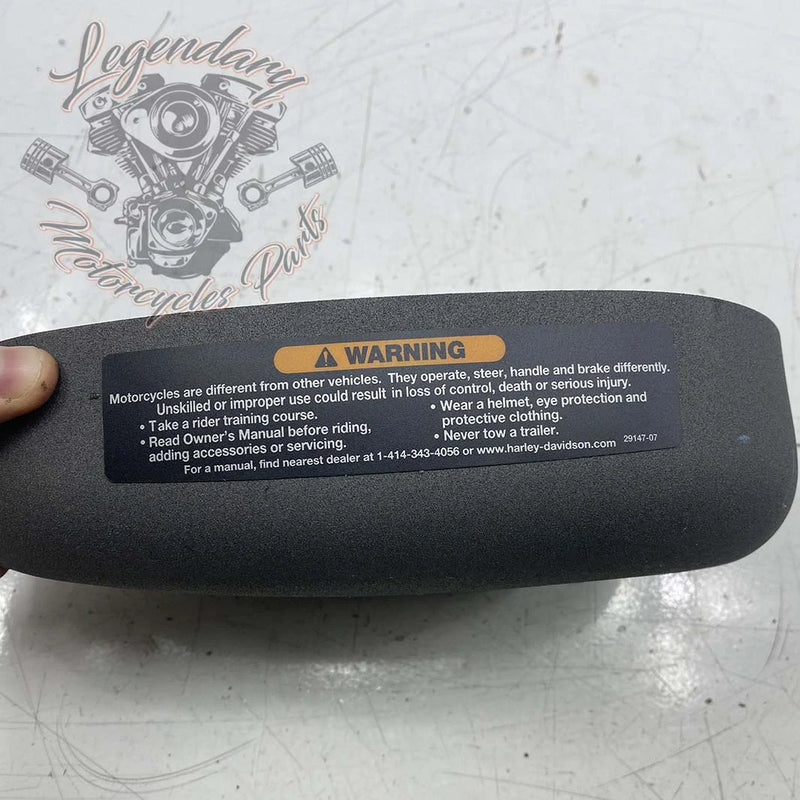 Legendary
Motorcycles Parts
WARNING
Motorcycles are different from other vehicles. They operate, steer, handle and brake differently.
Unskilled or improper use could result in loss of control, death or serious injury.
• Take a rider training course.
• Read Owner's Manual before riding,
adding accessories or servicing.
• Wear a helmet, eye protection and
protective clothing.
• Never tow a trailer.
For a manual, find nearest dealer at 1-414-343-4056 or www.harley-davidson.com 29147-07